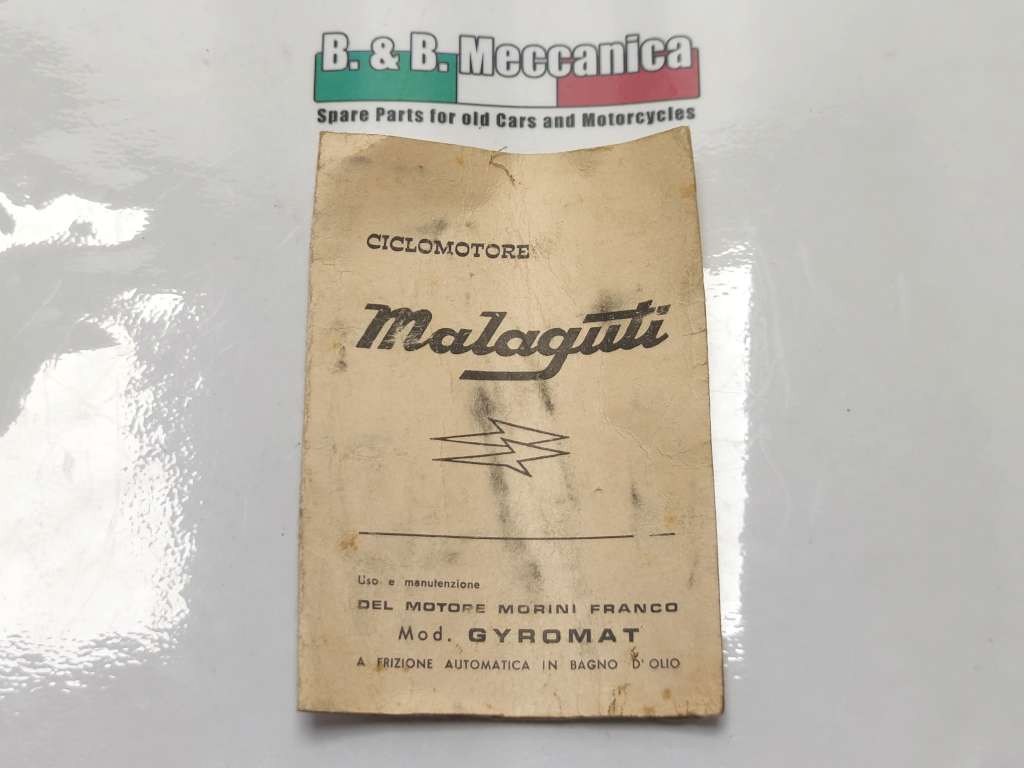 B. & B. Meccanica
Spare Parts for old Cars and Motorcycles
CICLOMOTORE
Malaguti
Uso e manutenzione
DEL MOTORE MORINI FRANCO
Mod. GYROMAT
A FRIZIONE AUTOMATICA IN BAGNO D'OLIO